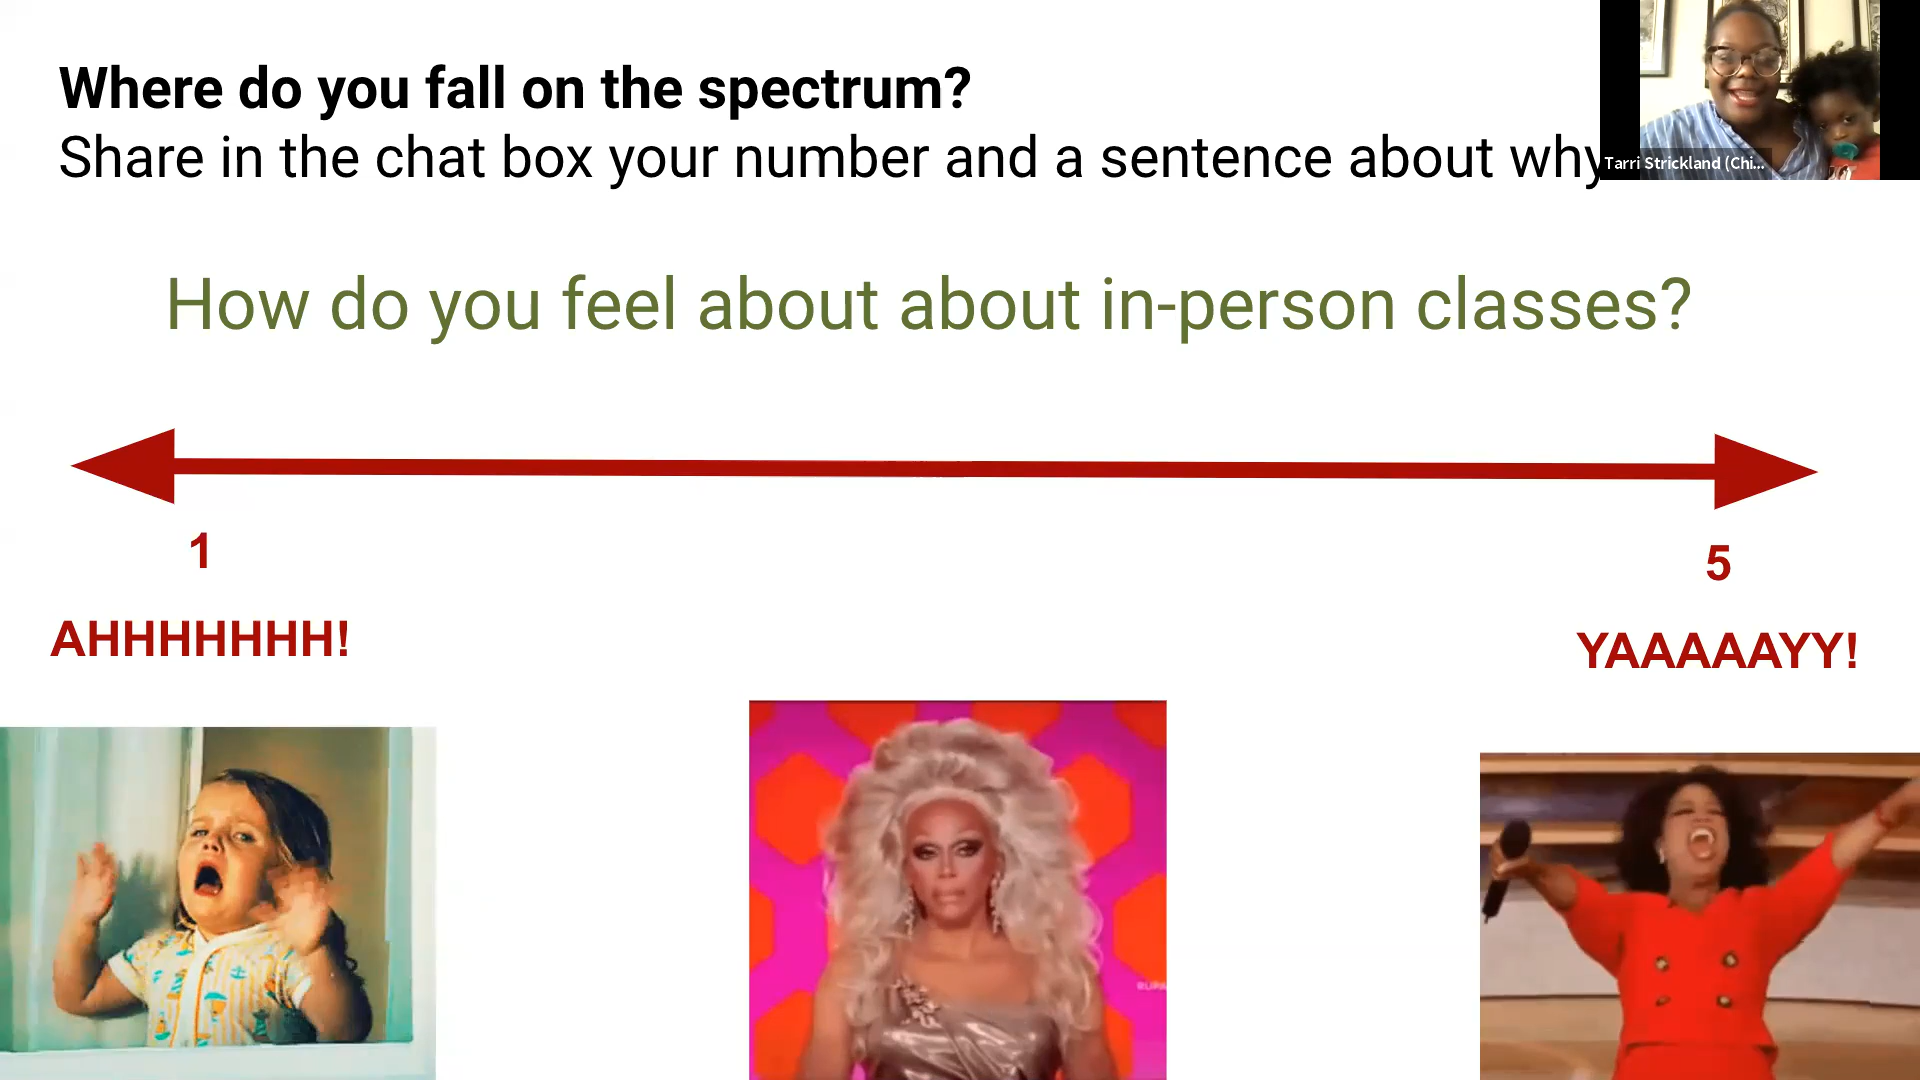 Where do you fall on the spectrum?
Share in the chat box your number and a sentence about why
Tarri Strickland (Chi...
How do you feel about about in-person classes?
1
5
AHHHHHHH!
YAAAAAYY!
RUPA